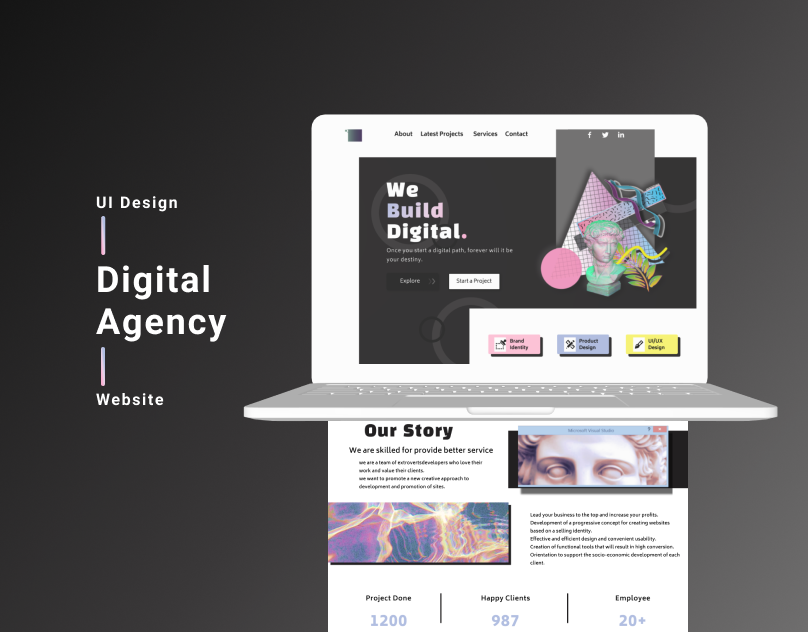 UI Design
Digital
Agency
Website
About Latest Projects Services Contact
We
Build
Digital.
Once you start a digital path, forever will it be
your destiny.
Explore
Start a Project
Brand
identity
Product
Design
UI/UX
Design
Our Story
We are skilled for provide better service
we are a team of extrovertsdevelopers who love their
work and value their clients.
we want to promote a new creative approach to
development and promotion of sites.
Microsoft Visual Studio
Lead your business to the top and increase your profits.
Development of a progressive concept for creating websites
based on a selling identity.
Effective and efficient design and convenient usability.
Creation of functional tools that will result in high conversion.
Orientation to support the socio-economic development of each
client.
Project Done
1200
Happy Clients
987
Employee
20+